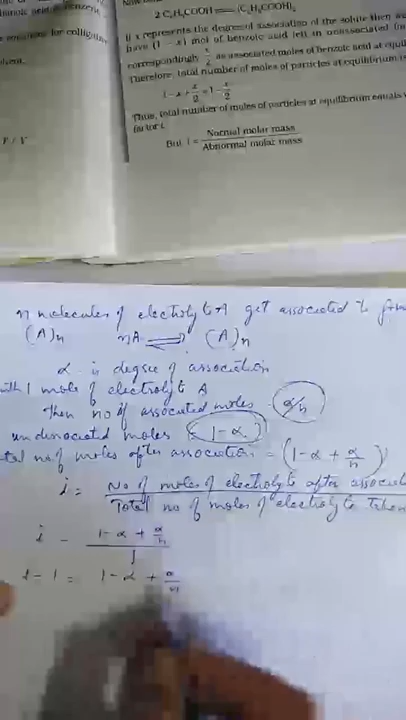 2 C₆H₅COOH ⇌ (C₆H₅COOH)₂
If x represents the degree of association of the solute then we
have (1 − x) mol of benzoic acid left in unassociated
correspondingly x/2 as associated moles of benzoic acid at
Therefore, total number of moles of particles at equilibrium is
1 − x + x/2 = 1 − x/2
Thus, total number of moles of particles at equilibrium equals
factor i.
But i = Normal molar mass / Abnormal molar mass
n molecules of electrolyte A get associated to form
(A)n nA ⇌ (A)n
α is degree of association
with 1 mole of electrolyte A
Then no of associated moles = α/n
unassociated moles = 1-α
no. of moles after association = (1-α + α/n)
i = No of moles of electrolyte after / Total no of moles of electrolyte taken
i = 1-α + α/n / 1
i-1 = 1-α + α/n